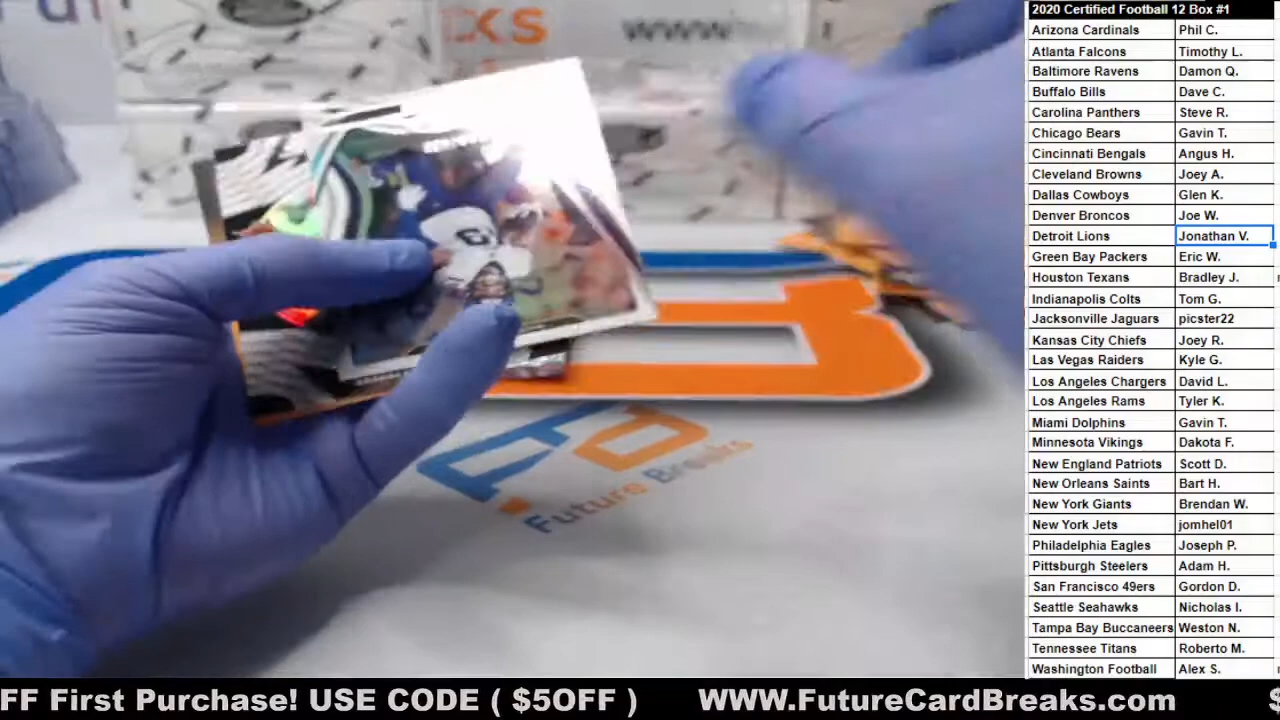 CKS
www
2020 Certified Football 12 Box #1
Arizona Cardinals Phil C.
Atlanta Falcons Timothy L.
Baltimore Ravens Damon Q.
Buffalo Bills Dave C.
Carolina Panthers Steve R.
Chicago Bears Gavin T.
Cincinnati Bengals Angus H.
Cleveland Browns Joey A.
Dallas Cowboys Glen K.
Denver Broncos Joe W.
Detroit Lions Jonathan V.
Green Bay Packers Eric W.
Houston Texans Bradley J.
Indianapolis Colts Tom G.
Jacksonville Jaguars picster22
Kansas City Chiefs Joey R.
Las Vegas Raiders Kyle G.
Los Angeles Chargers David L.
Los Angeles Rams Tyler K.
Miami Dolphins Gavin T.
Minnesota Vikings Dakota F.
New England Patriots Scott D.
New Orleans Saints Bart H.
New York Giants Brendan W.
New York Jets jomhel01
Philadelphia Eagles Joseph P.
Pittsburgh Steelers Adam H.
San Francisco 49ers Gordon D.
Seattle Seahawks Nicholas I.
Tampa Bay Buccaneers Weston N.
Tennessee Titans Roberto M.
Washington Football Alex S.
Future Breaks
FF First Purchase! USE CODE ( $5OFF ) WWW.FutureCardBreaks.com $